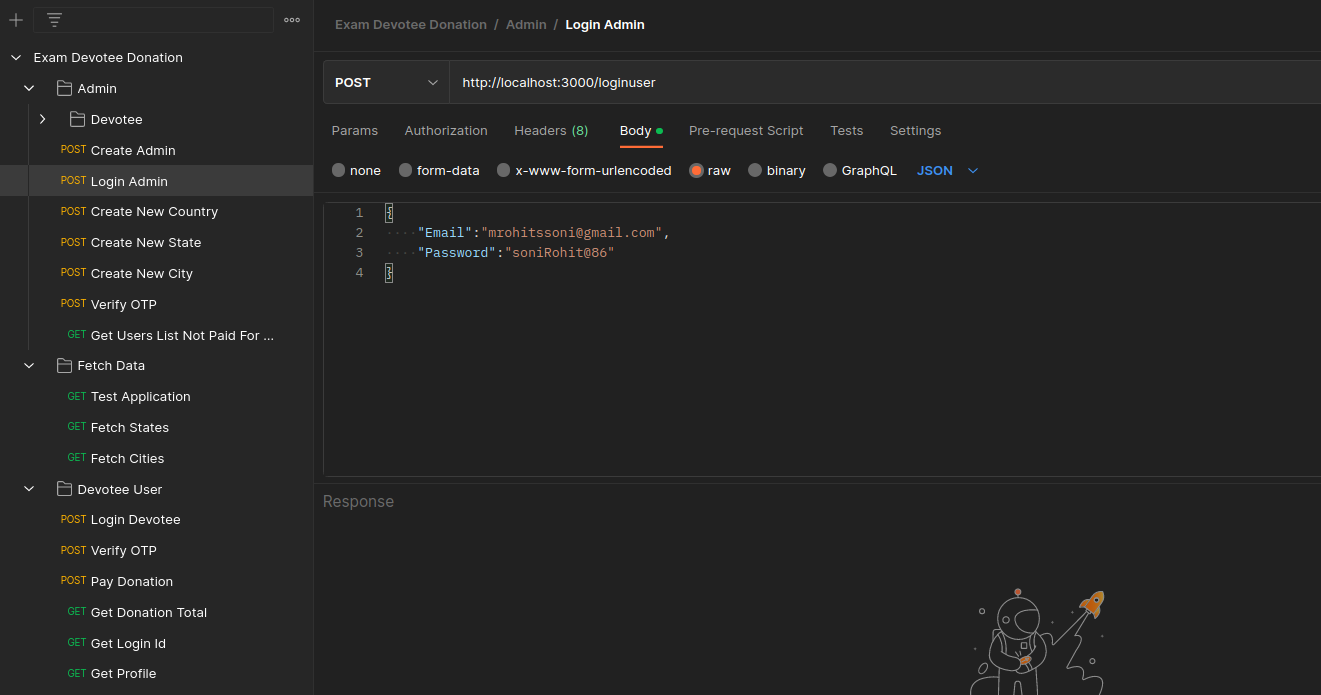 Exam Devotee Donation
Admin
Devotee
POST Create Admin
POST Login Admin
POST Create New Country
POST Create New State
POST Create New City
POST Verify OTP
GET Get Users List Not Paid For ...
Fetch Data
GET Test Application
GET Fetch States
GET Fetch Cities
Devotee User
POST Login Devotee
POST Verify OTP
POST Pay Donation
GET Get Donation Total
GET Get Login Id
GET Get Profile
Exam Devotee Donation / Admin / Login Admin
POST http://localhost:3000/loginuser
Params Authorization Headers (8) Body Pre-request Script Tests Settings
none form-data x-www-form-urlencoded raw binary GraphQL JSON
1 {
2 ····"Email":"mrohitssoni@gmail.com",
3 ····"Password":"soniRohit@86"
4 }
Response